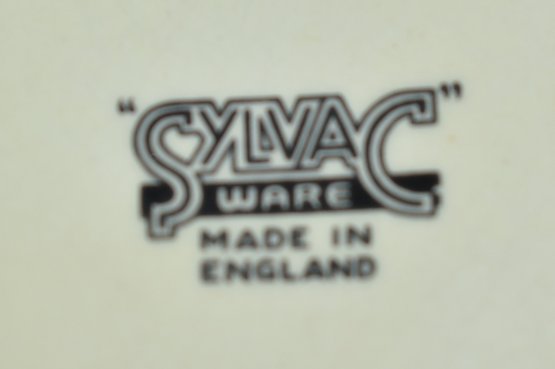 "SYLVAC"
WARE
MADE IN
ENGLAND